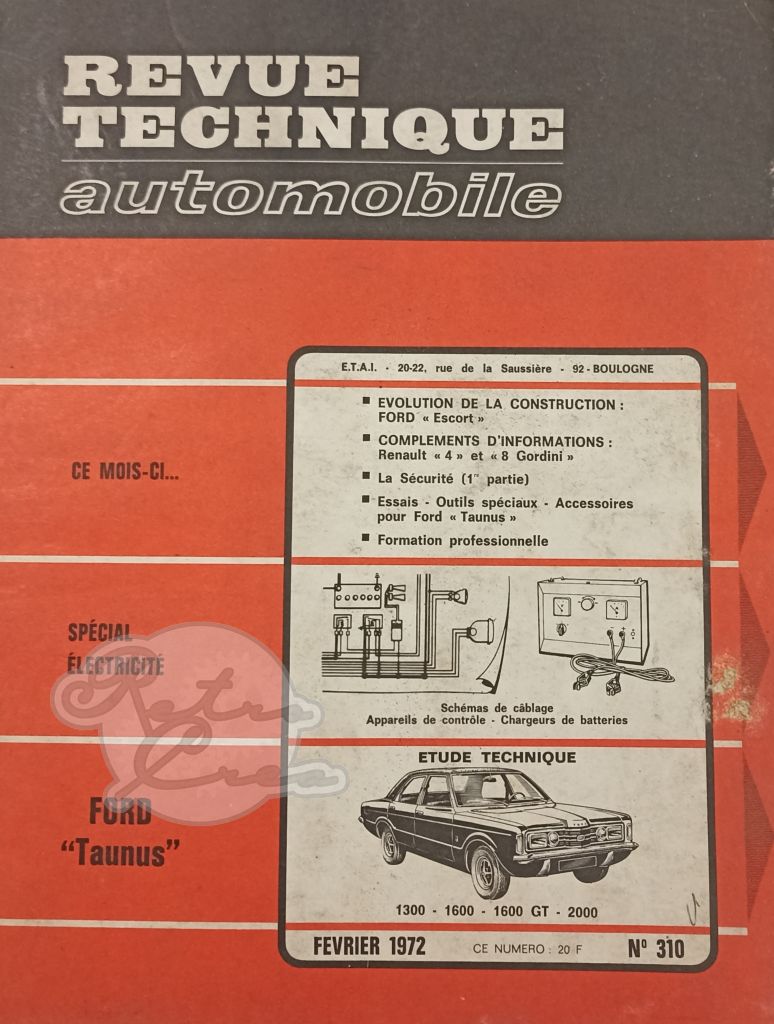 REVUE
TECHNIQUE
automobile
E.T.A.I. - 20-22, rue de la Saussière - 92 - BOULOGNE
CE MOIS-CI...
■ EVOLUTION DE LA CONSTRUCTION :
FORD « Escort »
■ COMPLEMENTS D'INFORMATIONS :
Renault « 4 » et « 8 Gordini »
■ La Sécurité (1re partie)
■ Essais - Outils spéciaux - Accessoires
pour Ford « Taunus »
■ Formation professionnelle
SPÉCIAL
ÉLECTRICITÉ
Schémas de câblage
Appareils de contrôle - Chargeurs de batteries
Retro
Crea
FORD
“Taunus”
ETUDE TECHNIQUE
FORD
1300 - 1600 - 1600 GT - 2000
FEVRIER 1972 CE NUMERO : 20 F N° 310